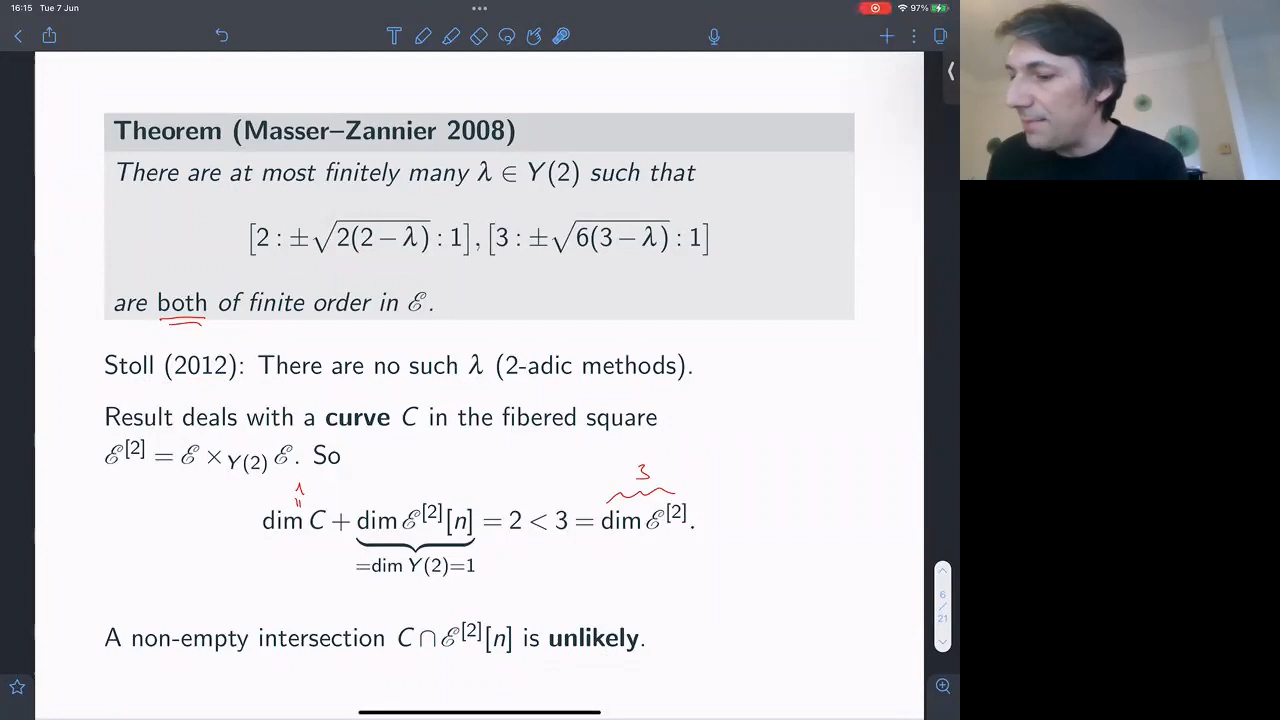 16:15 Tue 7 Jun
97%
Theorem (Masser–Zannier 2008)
There are at most finitely many λ ∈ Y(2) such that
[2 : ±√2(2 − λ) : 1], [3 : ±√6(3 − λ) : 1]
are both of finite order in ℰ.
Stoll (2012): There are no such λ (2-adic methods).
Result deals with a curve C in the fibered square
ℰ[2] = ℰ ×Y(2) ℰ. So
1
=
3
dim C + dim ℰ[2][n] = 2 < 3 = dim ℰ[2].
=dim Y(2)=1
A non-empty intersection C ∩ ℰ[2][n] is unlikely.
6
/
21